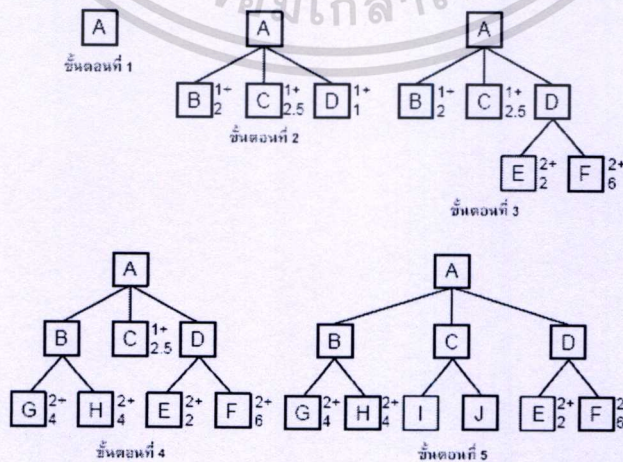 A
ขั้นตอนที่ 1
A
B 1+ 2 C 1+ 2.5 D 1+ 1
ขั้นตอนที่ 2
A
B 1+ 2 C 1+ 2.5 D
E 2+ 2 F 2+ 6
ขั้นตอนที่ 3
A
B C 1+ 2.5 D
G 2+ 4 H 2+ 4 E 2+ 2 F 2+ 6
ขั้นตอนที่ 4
A
B C D
G 2+ 4 H 2+ 4 I J E 2+ 2 F 2 6
ขั้นตอนที่ 5